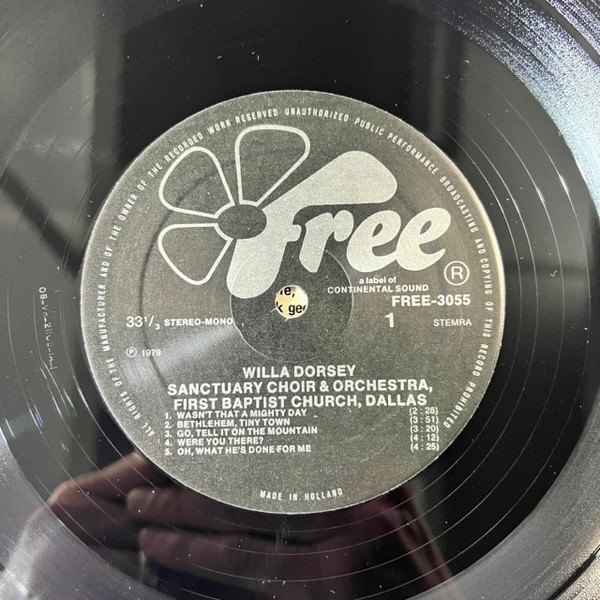 ALL RIGHTS OF THE MANUFACTURER AND OF THE OWNER OF THE RECORDED WORK RESERVED UNAUTHORIZED PUBLIC PERFORMANCE BROADCASTING AND COPYING OF THIS RECORD PROHIBITED
Free
a label of
CONTINENTAL SOUND
®
FREE-3055
33 1/3 STEREO-MONO
1
STEMRA
℗ 1979
WILLA DORSEY
SANCTUARY CHOIR & ORCHESTRA,
FIRST BAPTIST CHURCH, DALLAS
1. WASN'T THAT A MIGHTY DAY (2 : 28)
2. BETHLEHEM, TINY TOWN (3 : 51)
3. GO, TELL IT ON THE MOUNTAIN (3 : 20)
4. WERE YOU THERE? (4 : 12)
5. OH, WHAT HE'S DONE FOR ME (4 : 25)
MADE IN HOLLAND